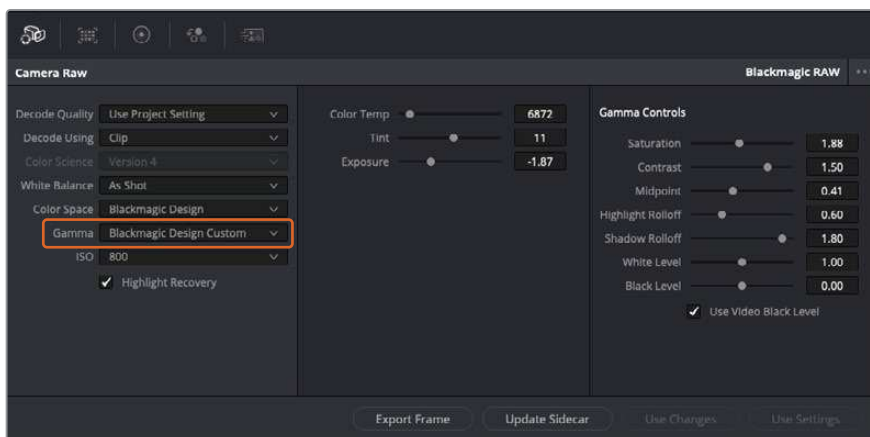 Camera Raw
Blackmagic RAW
Decode Quality Use Project Setting
Decode Using Clip
Color Science Version 4
White Balance As Shot
Color Space Blackmagic Design
Gamma Blackmagic Design Custom
ISO 800
Highlight Recovery
Color Temp 6872
Tint 11
Exposure -1.87
Gamma Controls
Saturation 1.88
Contrast 1.50
Midpoint 0.41
Highlight Rolloff 0.60
Shadow Rolloff 1.80
White Level 1.00
Black Level 0.00
Use Video Black Level
Export Frame
Update Sidecar
Use Changes
Use Settings